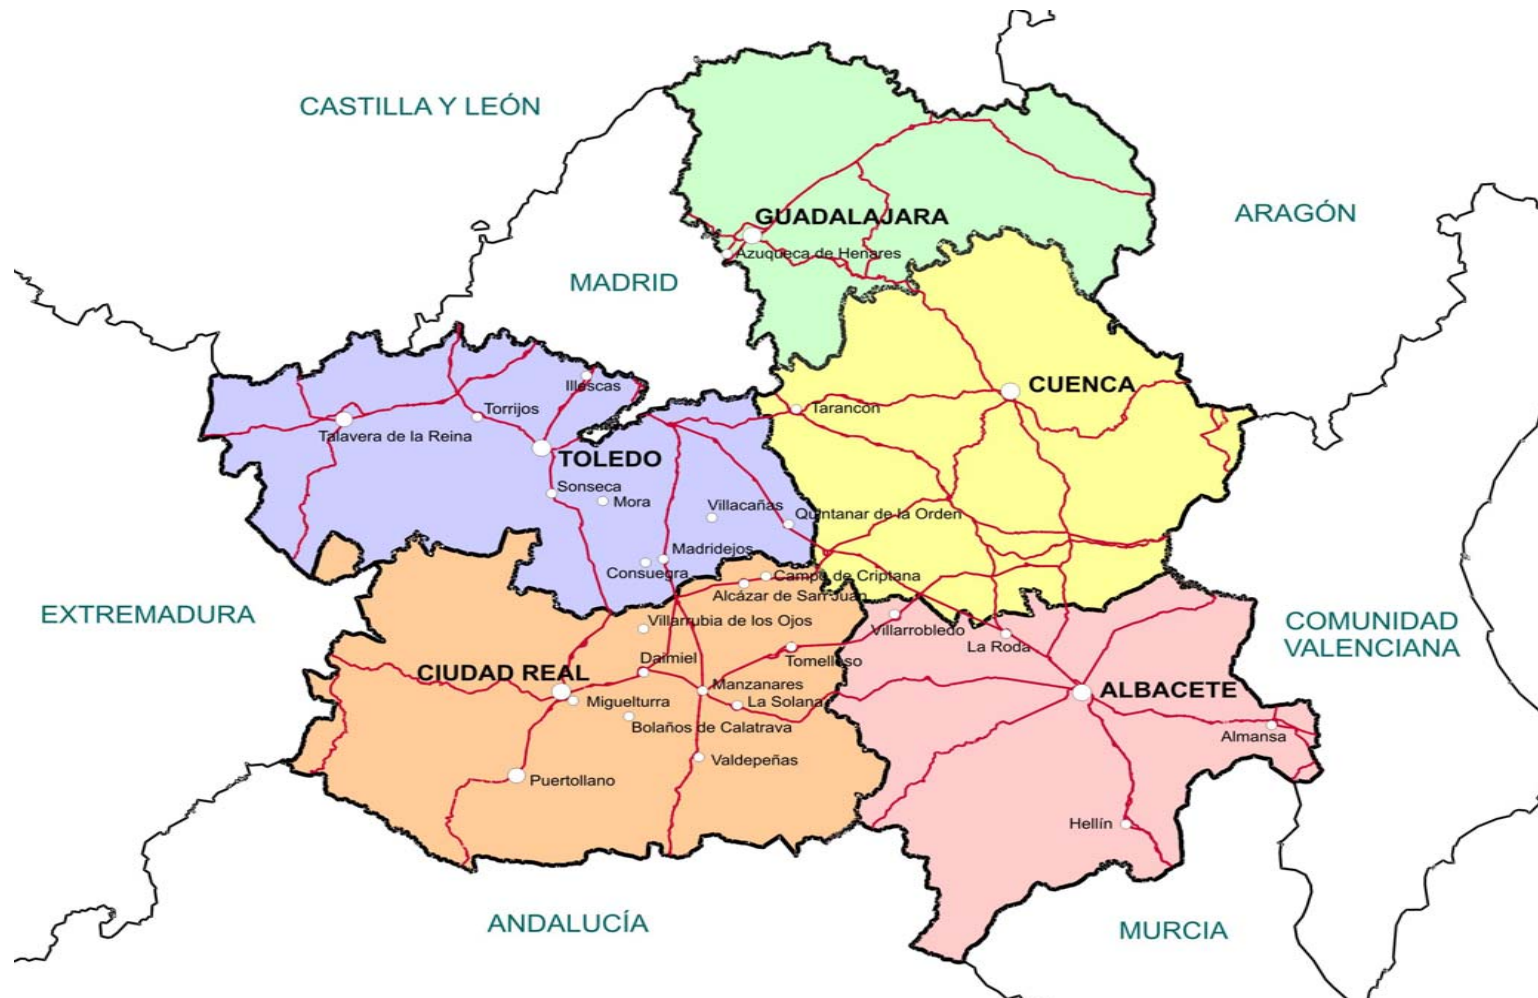 CASTILLA Y LEÓN
ARAGÓN
GUADALAJARA
Azuqueca de Henares
MADRID
CUENCA
Illescas
Tarancón
Torrijos
Talavera de la Reina
TOLEDO
Sonseca
Mora
Villacañas
Quintanar de la Orden
Madridejos
Consuegra
Campo de Criptana
Alcázar de San Juan
EXTREMADURA
Villarrubia de los Ojos
Villarrobledo
La Roda
COMUNIDAD
VALENCIANA
Daimiel
Tomelloso
CIUDAD REAL
Manzanares
ALBACETE
Miguelturra
La Solana
Bolaños de Calatrava
Almansa
Valdepeñas
Puertollano
Hellín
ANDALUCÍA
MURCIA